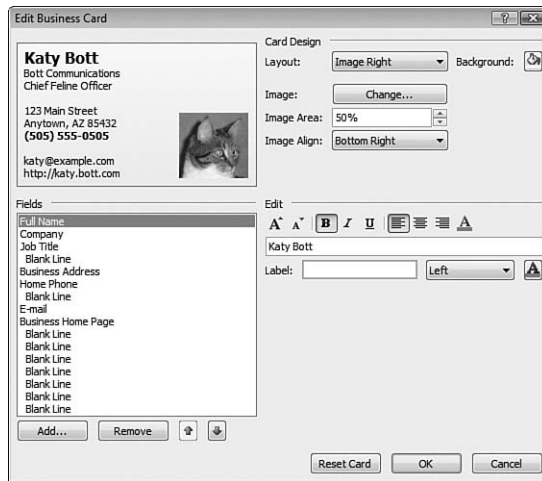 Edit Business Card
Katy Bott
Bott Communications
Chief Feline Officer
123 Main Street
Anytown, AZ 85432
(505) 555-0505
katy@example.com
http://katy.bott.com
Card Design
Layout: Image Right Background:
Image: Change...
Image Area: 50%
Image Align: Bottom Right
Fields
Full Name
Company
Job Title
Blank Line
Business Address
Home Phone
Blank Line
E-mail
Business Home Page
Blank Line
Blank Line
Blank Line
Blank Line
Blank Line
Blank Line
Blank Line
Add... Remove
Edit
A A B I U A
Katy Bott
Label: Left A
Reset Card OK Cancel